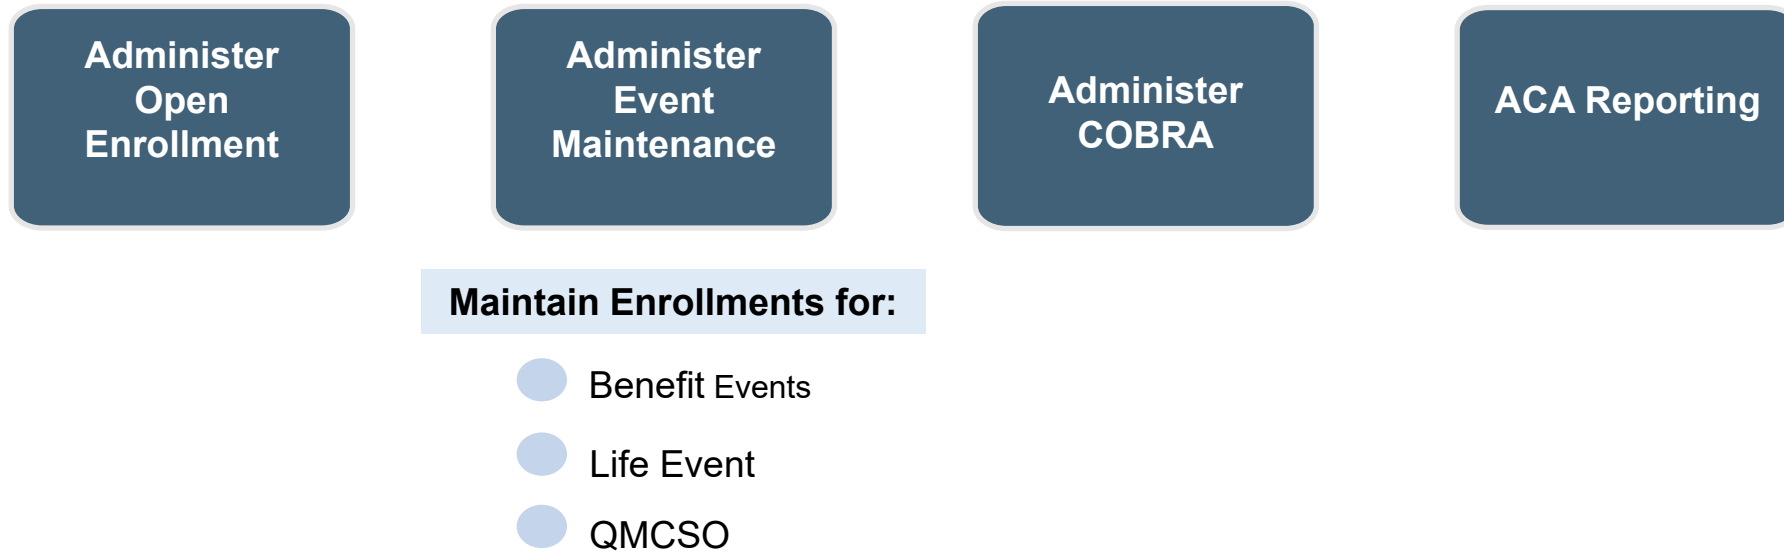 Administer
Open
Enrollment
Administer
Event
Maintenance
Administer
COBRA
ACA Reporting
Maintain Enrollments for:
Benefit Events
Life Event
QMCSO